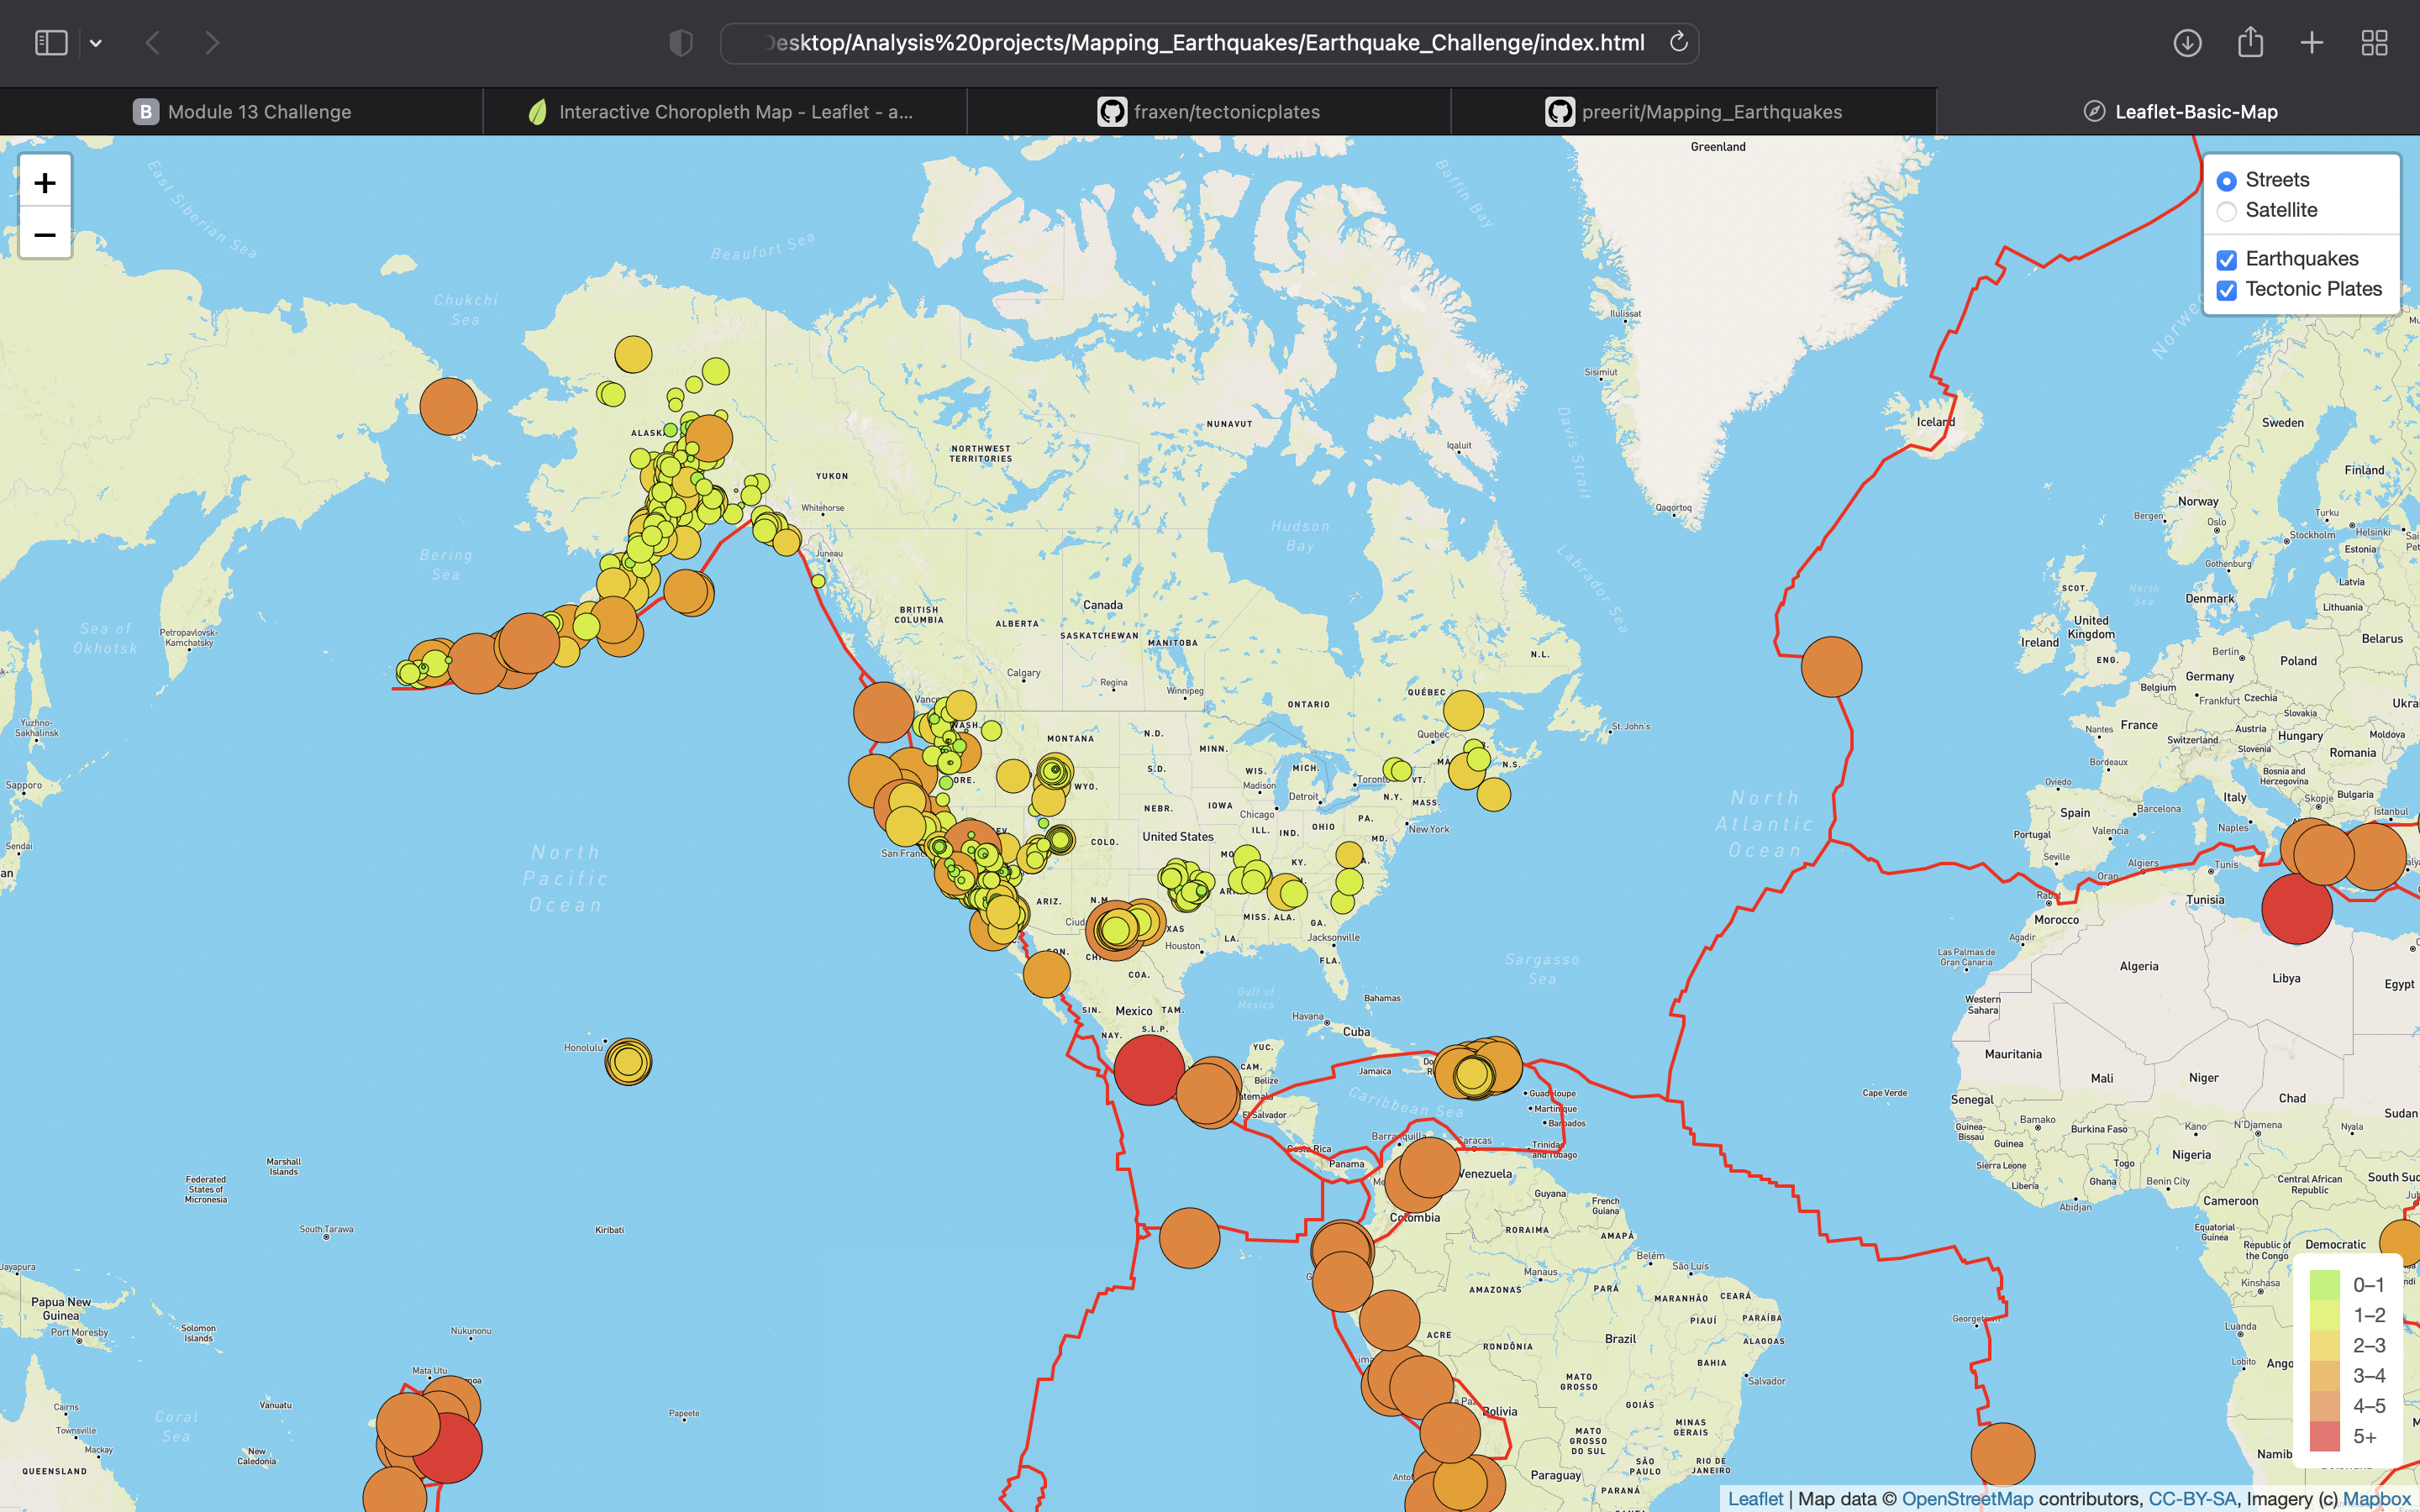 esktop/Analysis%20projects/Mapping_Earthquakes/Earthquake_Challenge/index.html
B Module 13 Challenge
Interactive Choropleth Map - Leaflet - a...
fraxen/tectonicplates
preerit/Mapping_Earthquakes
Leaflet-Basic-Map
+
−
Streets
Satellite
Earthquakes
Tectonic Plates
Greenland
East Siberian Sea
Beaufort Sea
Baffin Bay
Chukchi
Sea
Ilulissat
Sisimiut
Davis Strait
Iceland
Sweden
Finland
Norway
NUNAVUT
NORTHWEST
TERRITORIES
Iqaluit
YUKON
Whitehorse
Qaqortoq
Bergen
Oslo
Turku
Helsinki
Stockholm
Estonia
Hudson
Bay
Labrador Sea
Juneau
Bering
Sea
Gothenburg
Latvia
SCOT.
North
Sea
Denmark
Lithuania
BRITISH
COLUMBIA
Canada
ALBERTA
SASKATCHEWAN
MANITOBA
United
Kingdom
Ireland
Belarus
Sea of
Okhotsk
Petropavlovsk-
Kamchatsky
N.L.
ENG.
Berlin
Poland
Germany
Calgary
Regina
Winnipeg
QUÉBEC
ONTARIO
Belgium
Frankfurt
Czechia
Slovakia
Yuzhno-
Sakhalinsk
WASH.
St. John's
Nantes
France
Austria
Hungary
Moldova
MONTANA
N.D.
MINN.
Quebec
Switzerland
Slovenia
Romania
Bordeaux
Bosnia and
Herzegovina
S.D.
WIS.
MICH.
Toronto
VT.
N.S.
Sapporo
ORE.
WYO.
Madison
Detroit
N.Y.
MASS.
Oviedo
Italy
Skopje
Bulgaria
NEBR.
IOWA
Chicago
North
Atlantic
Ocean
Spain
Barcelona
Istanbul
United States
ILL.
IND.
OHIO
PA.
MD.
New York
Portugal
Valencia
Naples
Sendai
COLO.
San Franc
KY.
Seville
Algiers
Tunis
Oran
Rabat
Tunisia
Morocco
North
Pacific
Ocean
ARIZ.
N.M.
Ciud
XAS
MISS.
ALA.
GA.
Jacksonville
LA.
Houston
FLA.
Agadir
Las Palmas de
Gran Canaria
Algeria
Libya
Egypt
Sargasso
Sea
COA.
Gulf of
Mexico
Bahamas
Western
Sahara
SIN.
Mexico
TAM.
S.L.P.
NAY.
Havana
Cuba
Honolulu
YUC.
CAM.
Belize
Jamaica
Mauritania
Mali
Niger
Chad
Sudan
Caribbean Sea
Guadeloupe
Martinique
Barbados
Cape Verde
Senegal
El Salvador
Guinea-
Bissau
Bamako
Burkina Faso
Kano
N'Djamena
Nyala
Guinea
Barranquilla
Caracas
Trinidad
and Tobago
Costa Rica
Panama
Venezuela
Sierra Leone
Togo
Nigeria
Marshall
Islands
Federated
States of
Micronesia
Liberia
Ghana
Benin City
Central African
Republic
South Sud
Guyana
French
Guiana
Abidjan
Cameroon
Colombia
South Tarawa
Kiribati
RORAIMA
AMAPÁ
Equatorial
Guinea
Republic of
the Congo
Democratic
Belém
São Luís
Manaus
AMAZONAS
PARÁ
MARANHÃO
CEARÁ
Kinshasa
Papua New
Guinea
Port Moresby
Solomon
Islands
Nukunonu
ACRE
RONDÔNIA
Brazil
PIAUÍ
PARAÍBA
ALAGOAS
Georgetown
Luanda
BAHIA
Lobito
Mata Utu
MATO
GROSSO
Salvador
Cairns
Townsville
Mackay
Vanuatu
Coral
Sea
Papeete
Bolivia
GOIÁS
New
Caledonia
MATO
GROSSO
DO SUL
MINAS
GERAIS
QUEENSLAND
Paraguay
SÃO
PAULO
RIO DE
JANEIRO
PARANÁ
0–1
1–2
2–3
3–4
4–5
5+
Leaflet | Map data © OpenStreetMap contributors, CC-BY-SA, Imagery (c) Mapbox